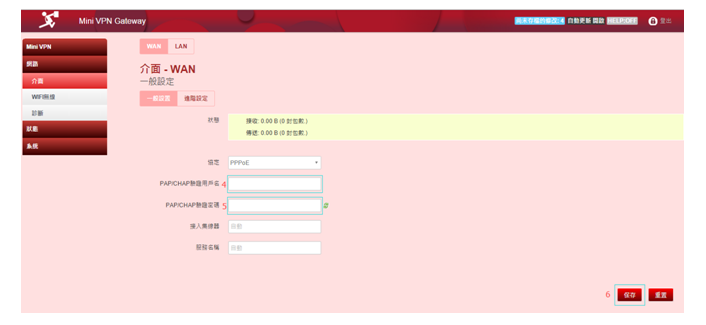 Mini VPN Gateway
尚未存檔的修改: 4 自動更新 開啟 HELP:OFF 登出
Mini VPN
網路
介面
WIFI無線
診斷
狀態
系統
WAN LAN
介面 - WAN
一般設定
一般設置 進階設定
狀態
接收: 0.00 B (0 封包數.)
傳送: 0.00 B (0 封包數.)
協定 PPPoE
PAP/CHAP驗證用戶名 4
PAP/CHAP驗證密碼 5
接入集線器 自動
服務名稱 自動
6 保存 重置